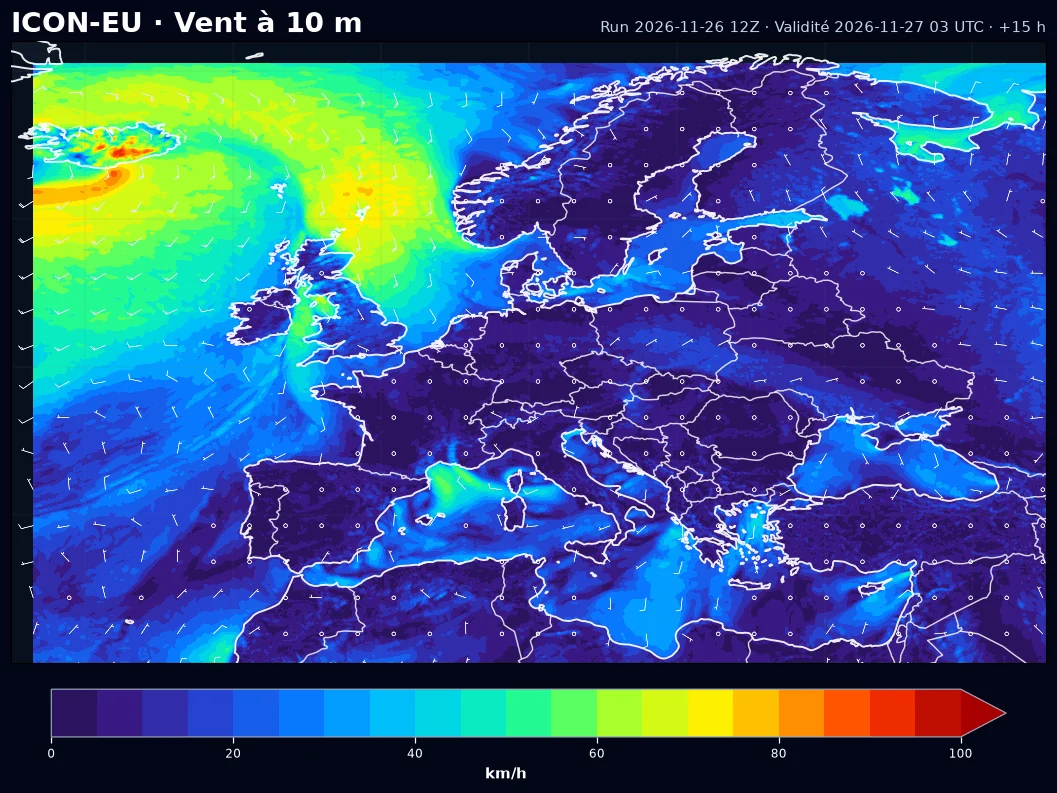 ICON-EU · Vent à 10 m
Run 2026-11-26 12Z · Validité 2026-11-27 03 UTC · +15 h
0 20 40 60 80 100
km/h